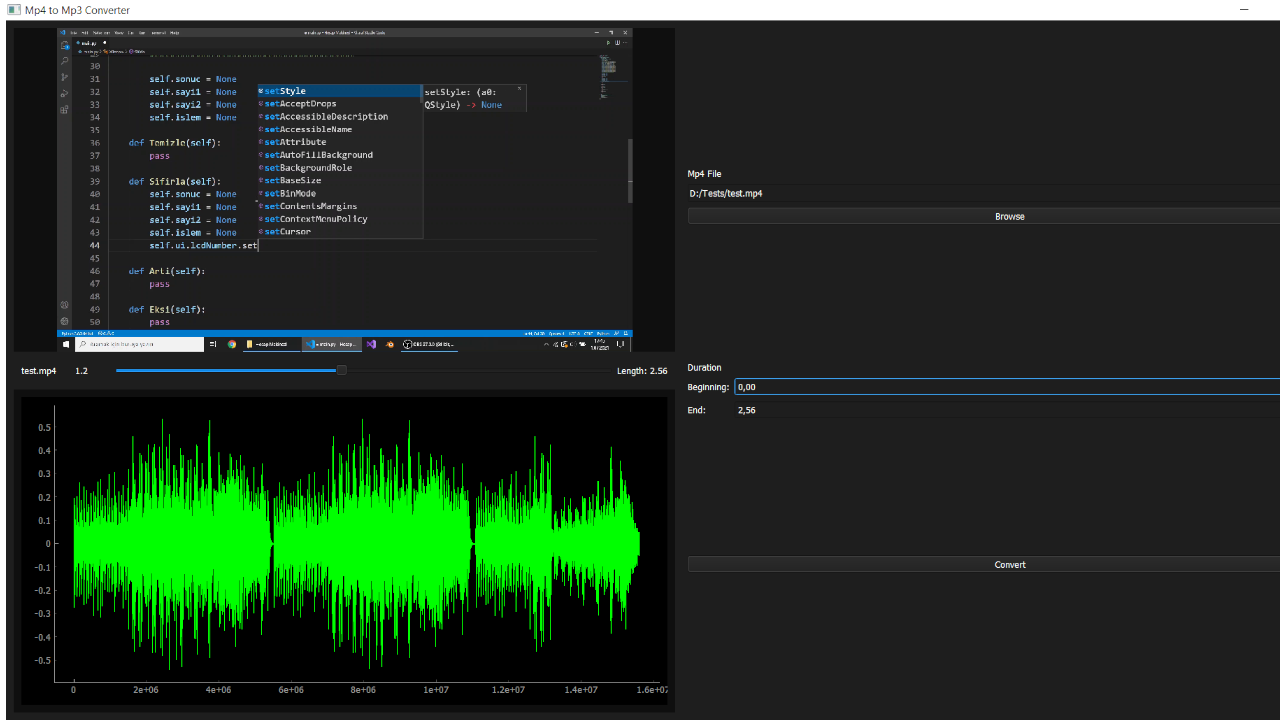 Mp4 to Mp3 Converter
main.py
30
31 self.sonuc = None
32 self.sayi1 = None
33 self.sayi2 = None
34 self.islem = None
35
36 def Temizle(self):
37 pass
38
39 def Sifirla(self):
40 self.sonuc = None
41 self.sayi1 = None
42 self.sayi2 = None
43 self.islem = None
44 self.ui.lcdNumber.set
45
46 def Arti(self):
47 pass
48
49 def Eksi(self):
50 pass
setStyle
setAcceptDrops
setAccessibleDescription
setAccessibleName
setAttribute
setAutoFillBackground
setBackgroundRole
setBaseSize
setBinMode
setContentsMargins
setContextMenuPolicy
setCursor
setStyle: (a0:
QStyle) -> None
test.mp4 1.2 Length: 2.56
0.5
0.4
0.3
0.2
0.1
0
-0.1
-0.2
-0.3
-0.4
-0.5
0 2e+06 4e+06 6e+06 8e+06 1e+07 1.2e+07 1.4e+07 1.6e+07
Mp4 File
D:/Tests/test.mp4
Browse
Duration
Beginning: 0,00
End: 2,56
Convert